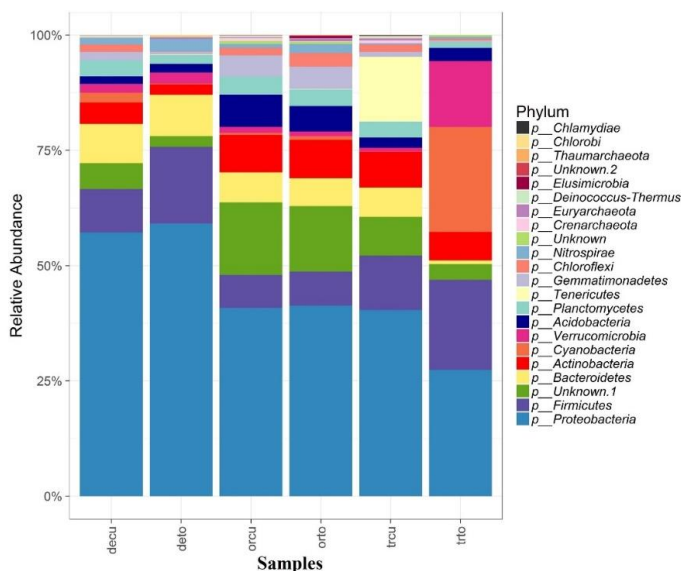 100%
75%
50%
25%
0%
Relative Abundance
decu
deto
orcu
orto
trcu
trto
Samples
Phylum
p__Chlamydiae
p__Chlorobi
p__Thaumarchaeota
p__Unknown.2
p__Elusimicrobia
p__Deinococcus-Thermus
p__Euryarchaeota
p__Crenarchaeota
p__Unknown
p__Nitrospirae
p__Chloroflexi
p__Gemmatimonadetes
p__Tenericutes
p__Planctomycetes
p__Acidobacteria
p__Verrucomicrobia
p__Cyanobacteria
p__Actinobacteria
p__Bacteroidetes
p__Unknown.1
p__Firmicutes
p__Proteobacteria